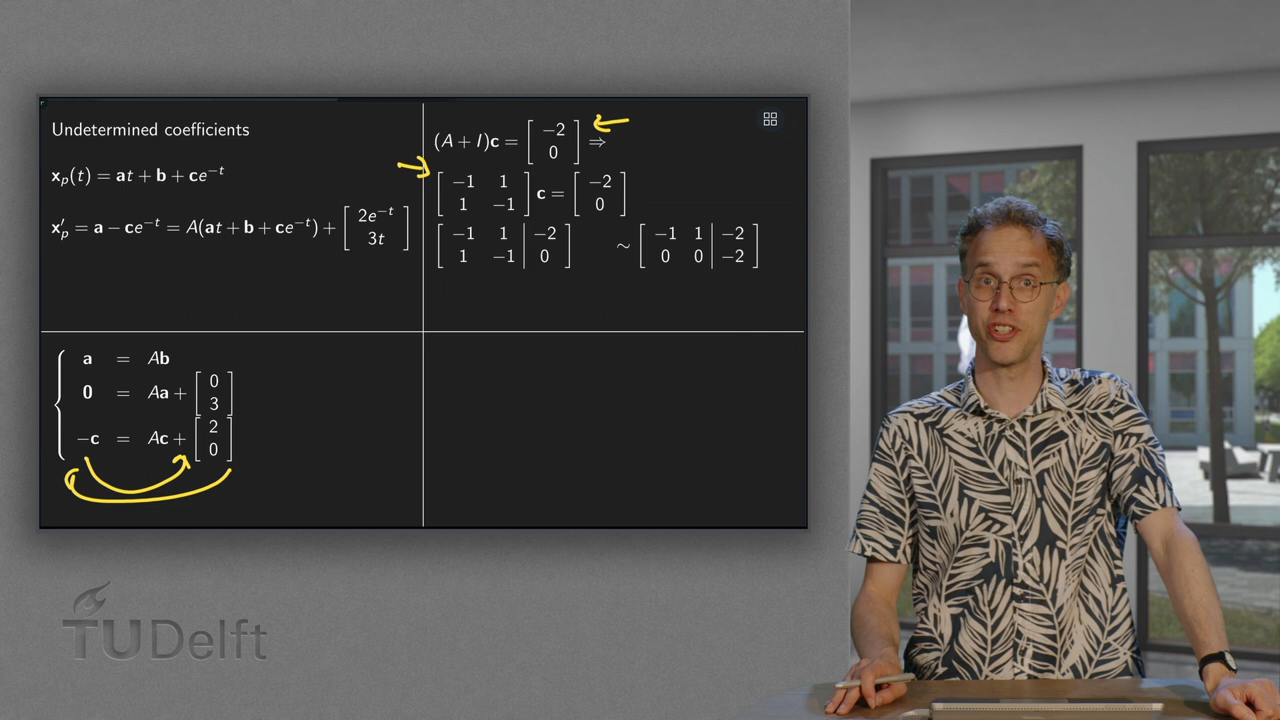 Undetermined coefficients
x_p(t) = at + b + ce^{−t}
x′_p = a − ce^{−t} = A(at + b + ce^{−t}) + [ 2e^{−t} ; 3t ]
(A + I)c = [ −2 ; 0 ] ⇒
[ −1 1 ; 1 −1 ] c = [ −2 ; 0 ]
[ −1 1 | −2 ; 1 −1 | 0 ] ∼ [ −1 1 | −2 ; 0 0 | −2 ]
a = Ab
0 = Aa + [ 0 ; 3 ]
−c = Ac + [ 2 ; 0 ]
TUDelft